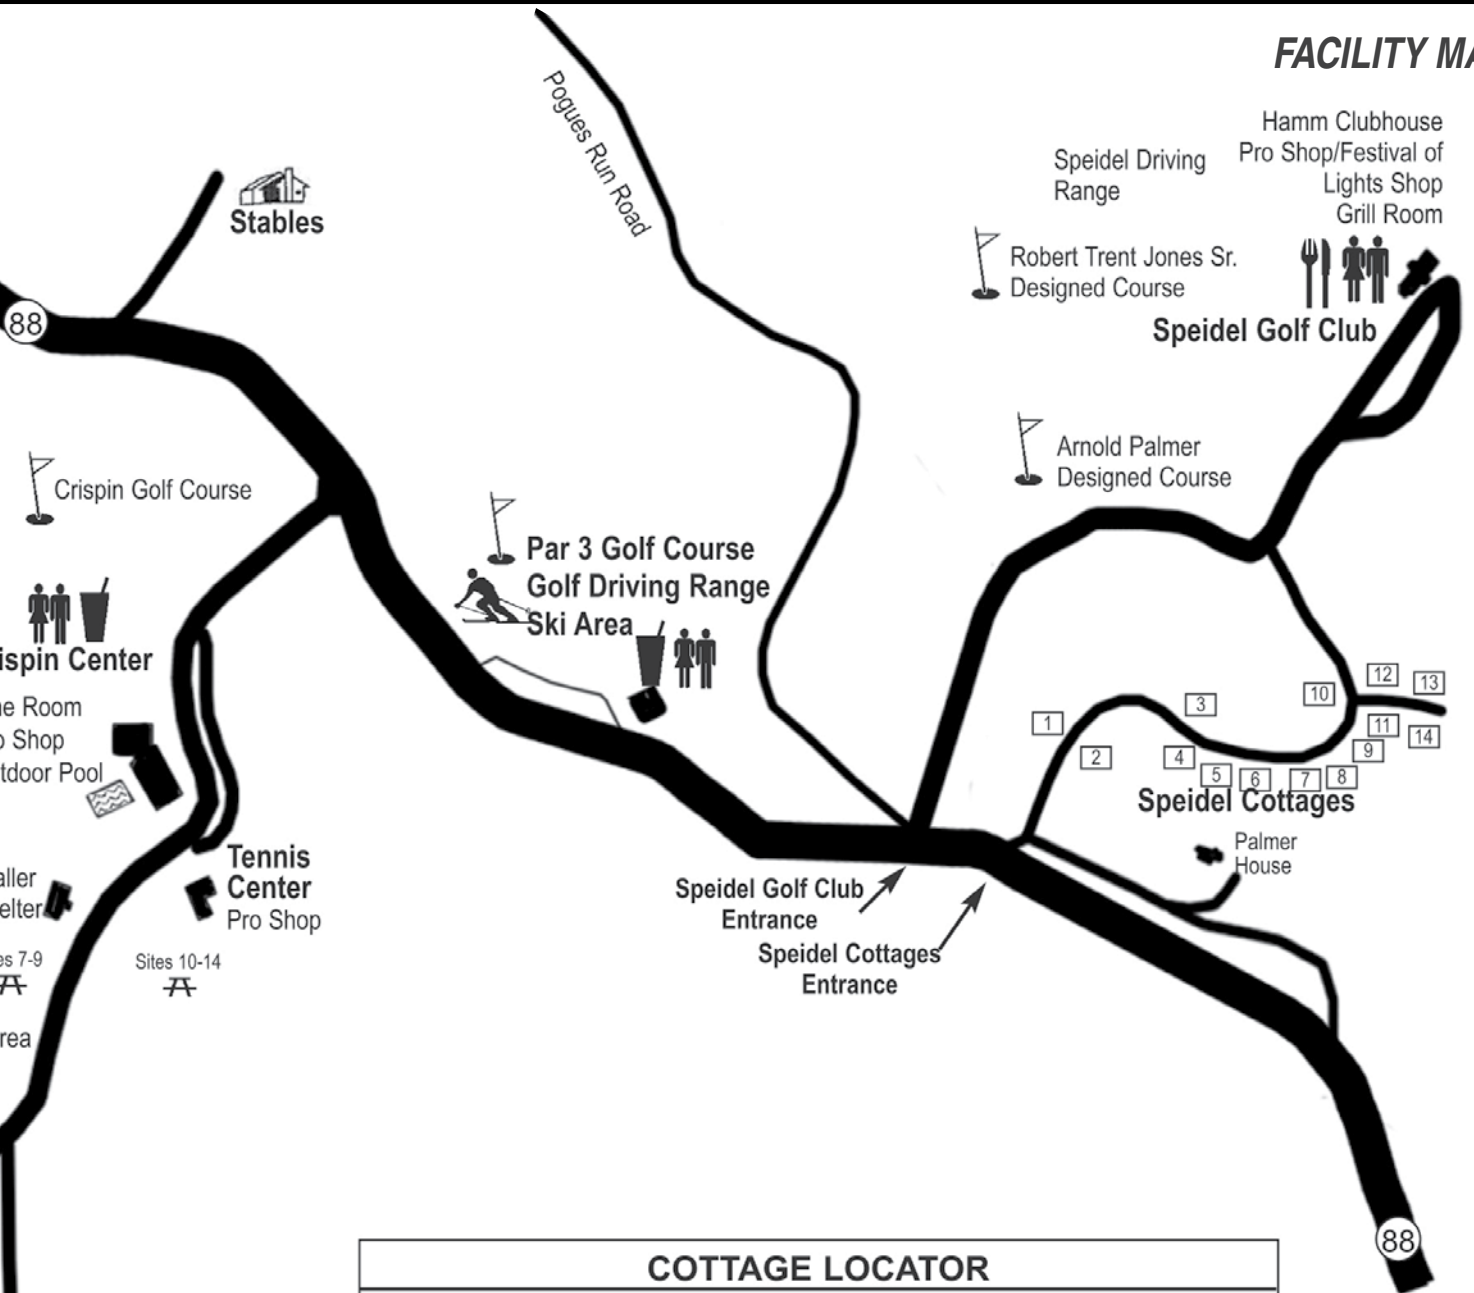 FACILITY MA
Hamm Clubhouse
Pro Shop/Festival of
Lights Shop
Grill Room
Speidel Driving
Range
Pogues Run Road
Stables
Robert Trent Jones Sr.
Designed Course
Speidel Golf Club
88
Arnold Palmer
Designed Course
Crispin Golf Course
Par 3 Golf Course
Golf Driving Range
Ski Area
ispin Center
ne Room
o Shop
tdoor Pool
1
2
3
4
5
6
7
8
9
10
11
12
13
14
Speidel Cottages
Palmer
House
Tennis
Center
Pro Shop
aller
elter
Speidel Golf Club
Entrance
Speidel Cottages
Entrance
es 7-9
Sites 10-14
rea
88
COTTAGE LOCATOR